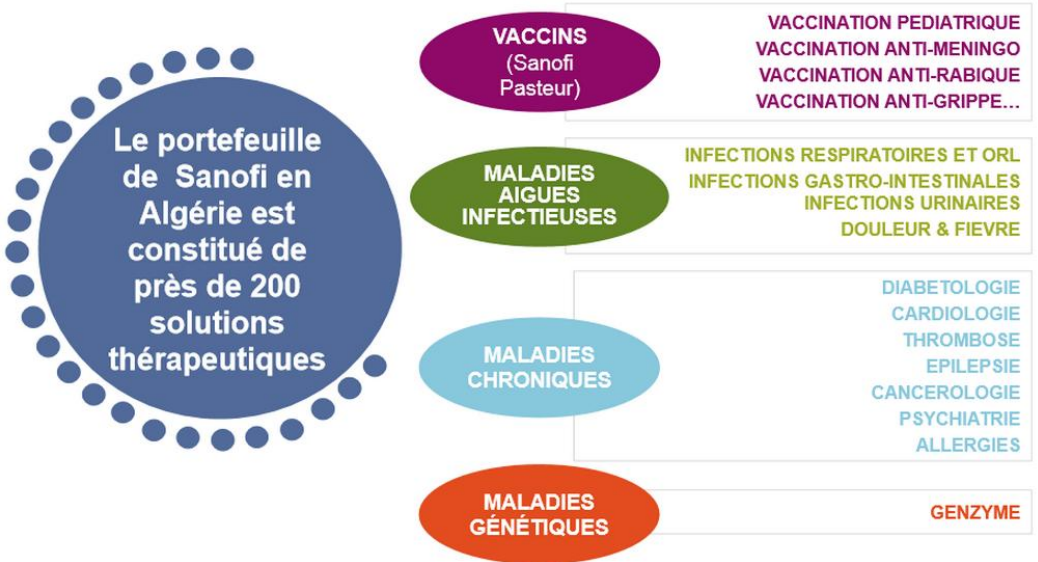 Le portefeuille
de Sanofi en
Algérie est
constitué de
près de 200
solutions
thérapeutiques
VACCINS
(Sanofi
Pasteur)
VACCINATION PEDIATRIQUE
VACCINATION ANTI-MENINGO
VACCINATION ANTI-RABIQUE
VACCINATION ANTI-GRIPPE…
MALADIES
AIGUES
INFECTIEUSES
INFECTIONS RESPIRATOIRES ET ORL
INFECTIONS GASTRO-INTESTINALES
INFECTIONS URINAIRES
DOULEUR & FIEVRE
MALADIES
CHRONIQUES
DIABETOLOGIE
CARDIOLOGIE
THROMBOSE
EPILEPSIE
CANCEROLOGIE
PSYCHIATRIE
ALLERGIES
MALADIES
GÉNÉTIQUES
GENZYME